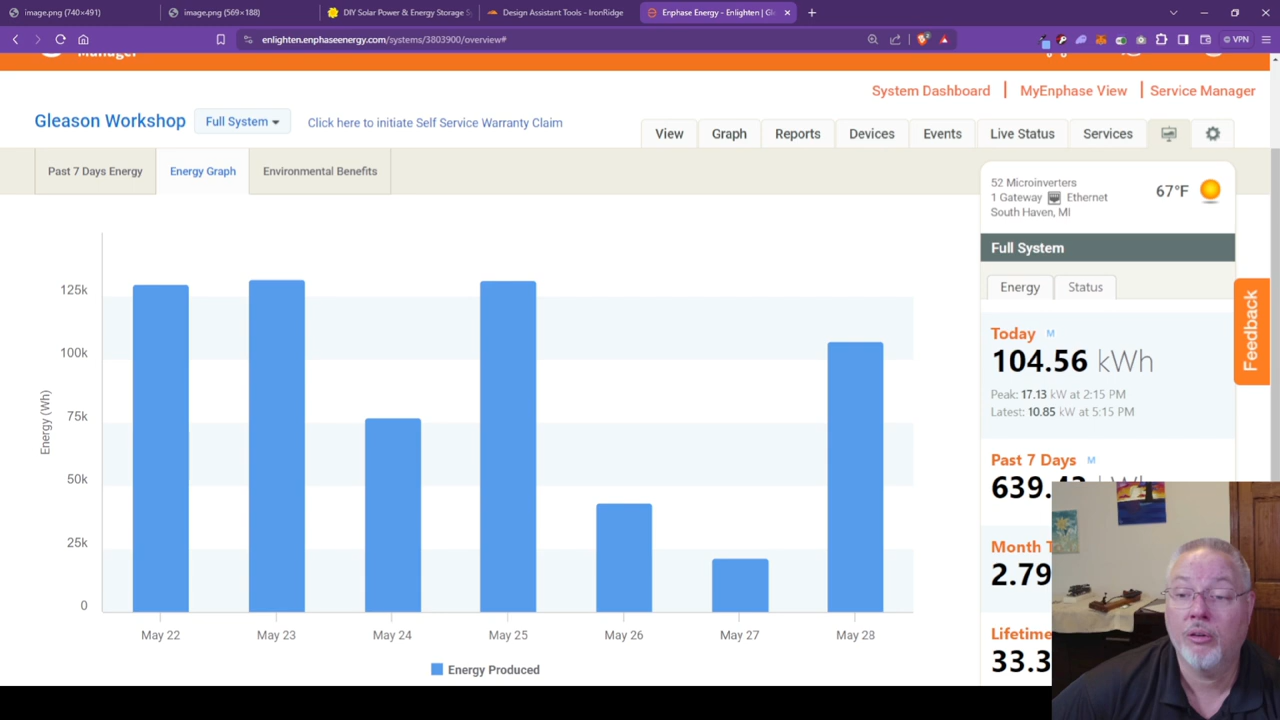 image.png (740×491)
image.png (569×188)
DIY Solar Power & Energy Storage S
Design Assistant Tools - IronRidge
Enphase Energy - Enlighten | Gl
enlighten.enphaseenergy.com/systems/3803900/overview#
VPN
Manager
System Dashboard | MyEnphase View | Service Manager
Gleason Workshop
Full System
Click here to initiate Self Service Warranty Claim
View
Graph
Reports
Devices
Events
Live Status
Services
Past 7 Days Energy
Energy Graph
Environmental Benefits
52 Microinverters
1 Gateway Ethernet
South Haven, MI
67°F
Full System
Energy
Status
Today M
104.56 kWh
Peak: 17.13 kW at 2:15 PM
Latest: 10.85 kW at 5:15 PM
Past 7 Days M
Month T
2.79
Lifetime
33.3
Feedback
Energy (Wh)
125k
100k
75k
50k
25k
0
May 22
May 23
May 24
May 25
May 26
May 27
May 28
Energy Produced